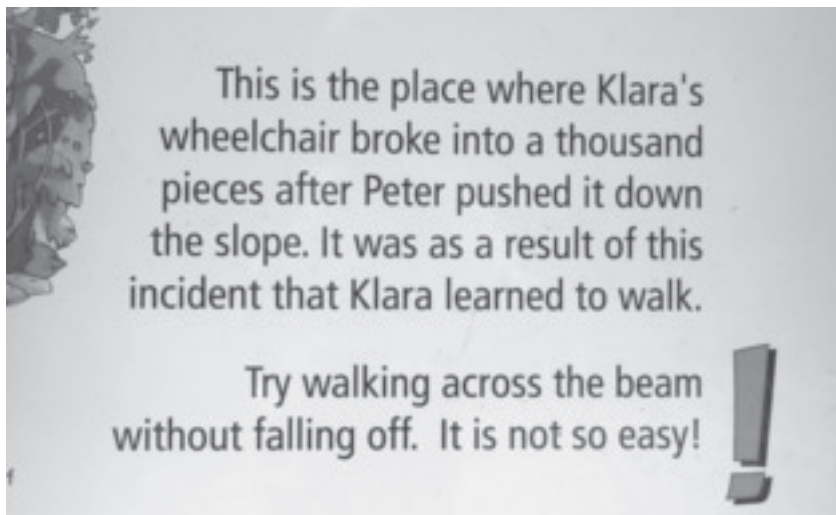 This is the place where Klara's
wheelchair broke into a thousand
pieces after Peter pushed it down
the slope. It was as a result of this
incident that Klara learned to walk.
Try walking across the beam
without falling off. It is not so easy!
!